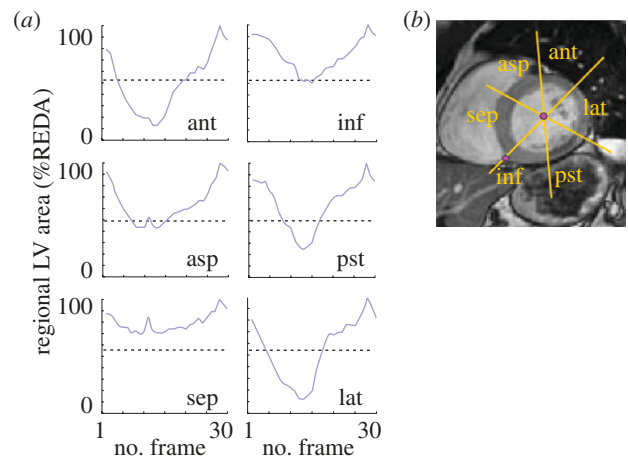 (a)
regional LV area (%REDA)
100
0
ant
inf
100
0
asp
pst
100
0
sep
lat
1
30
1
30
no. frame
no. frame
(b)
asp
ant
sep
lat
inf
pst